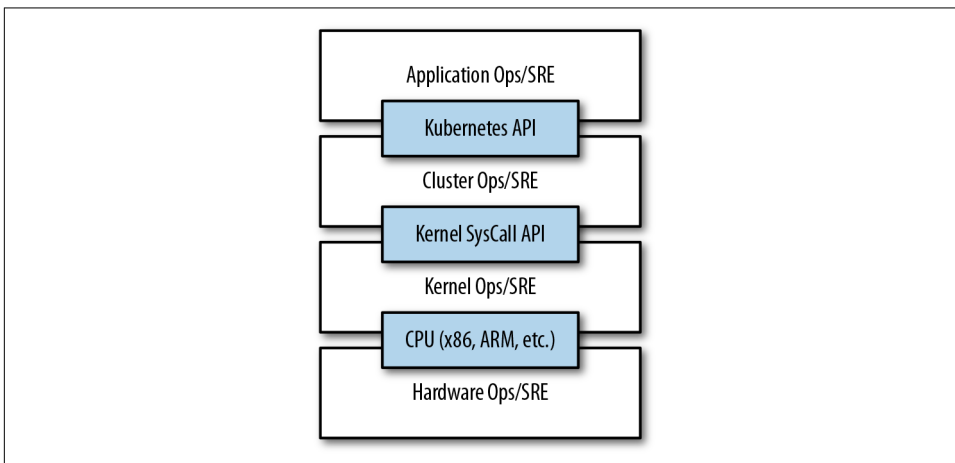 Application Ops/SRE
Kubernetes API
Cluster Ops/SRE
Kernel SysCall API
Kernel Ops/SRE
CPU (x86, ARM, etc.)
Hardware Ops/SRE